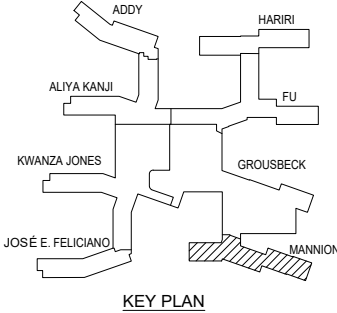 ADDY
HARIRI
ALIYA KANJI
FU
KWANZA JONES
GROUSBECK
JOSÉ E. FELICIANO
MANNION
KEY PLAN